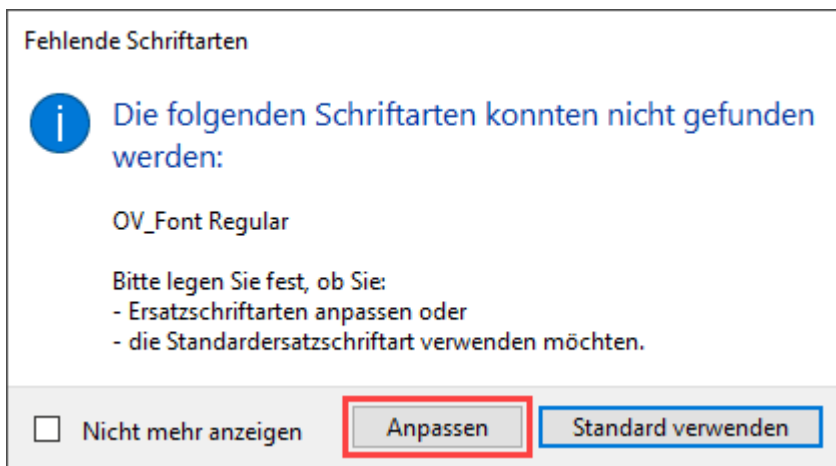 Fehlende Schriftarten
i
Die folgenden Schriftarten konnten nicht gefunden
werden:
OV_Font Regular
Bitte legen Sie fest, ob Sie:
- Ersatzschriftarten anpassen oder
- die Standardersatzschriftart verwenden möchten.
Nicht mehr anzeigen Anpassen Standard verwenden